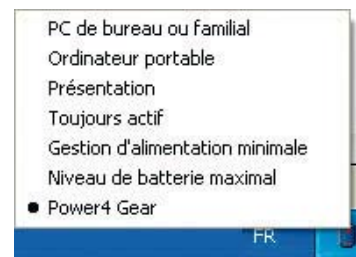 PC de bureau ou familial
Ordinateur portable
Présentation
Toujours actif
Gestion d'alimentation minimale
Niveau de batterie maximal
Power4 Gear
FR